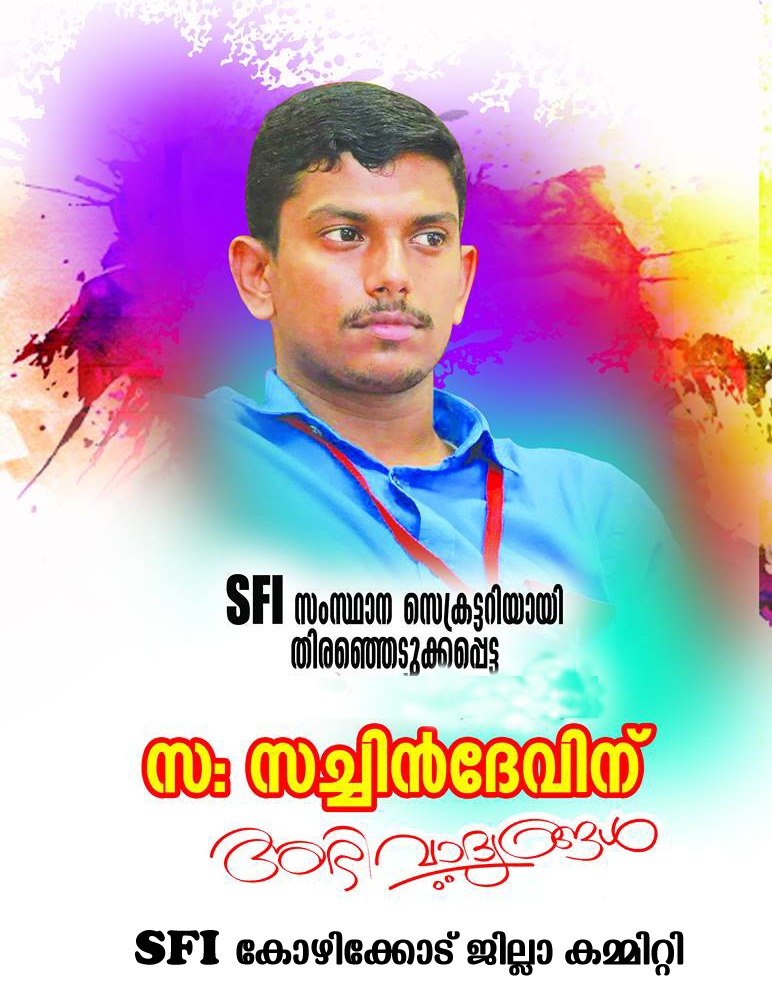 SFI സംസ്ഥാന സെക്രട്ടറിയായി
തിരഞ്ഞെടുക്കപ്പെട്ട
സ: സച്ചിൻദേവിന്
അഭിവാദ്യങ്ങൾ
SFI കോഴിക്കോട് ജില്ലാ കമ്മിറ്റി